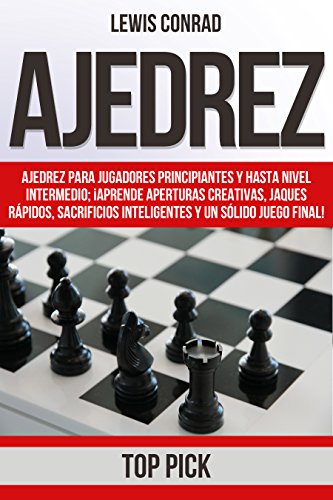 LEWIS CONRAD
AJEDREZ
AJEDREZ PARA JUGADORES PRINCIPIANTES Y HASTA NIVEL
INTERMEDIO; ¡APRENDE APERTURAS CREATIVAS, JAQUES
RÁPIDOS, SACRIFICIOS INTELIGENTES Y UN SÓLIDO JUEGO FINAL!
TOP PICK